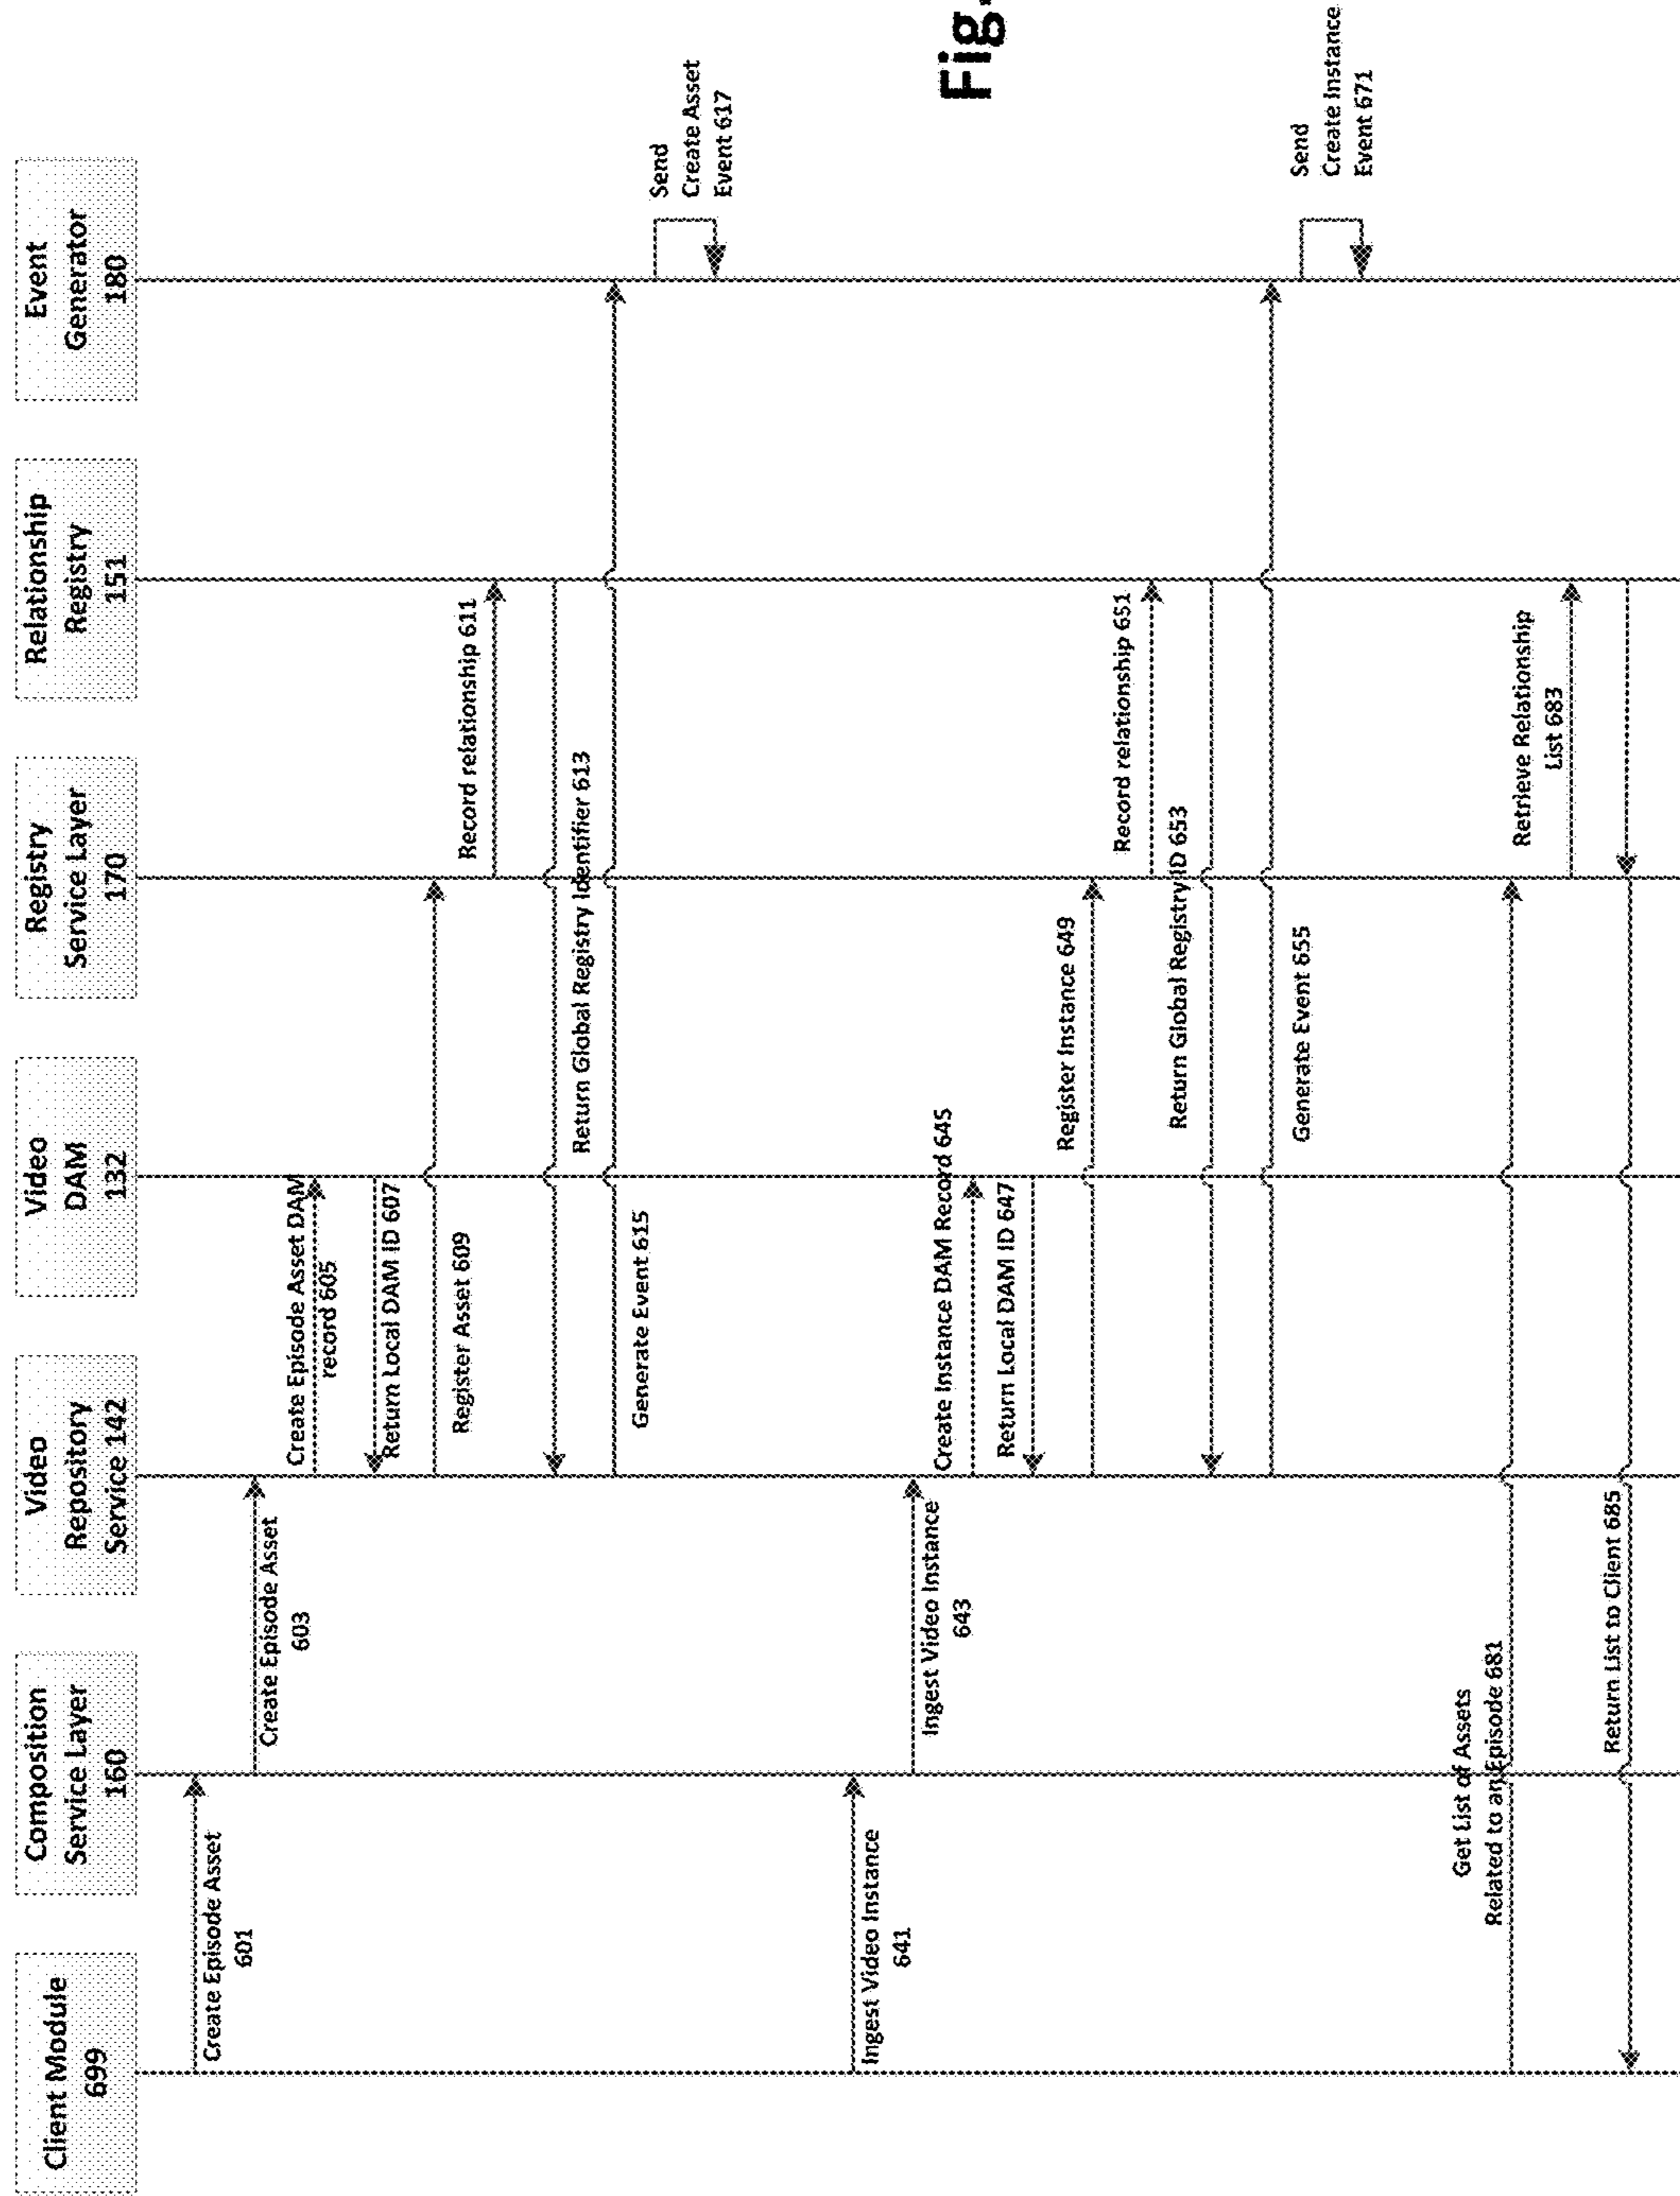 Client Module
699
Composition
Service Layer
160
Video
Repository
Service 142
Video
DAM
132
Registry
Service Layer
170
Relationship
Registry
151
Event
Generator
180
Create Episode Asset
601
Create Episode Asset
603
Create Episode Asset DAM
record 605
Return Local DAM ID 607
Register Asset 609
Record relationship 611
Return Global Registry Identifier 613
Generate Event 615
Send
Create Asset
Event 617
Ingest Video Instance
641
Ingest Video Instance
643
Create Instance DAM Record 645
Return Local DAM ID 647
Register Instance 649
Record relationship 651
Return Global Registry ID 653
Generate Event 655
Send
Create Instance
Event 671
Get List of Assets
Related to an Episode 681
Retrieve Relationship
List 683
Return List to Client 685
Fig.